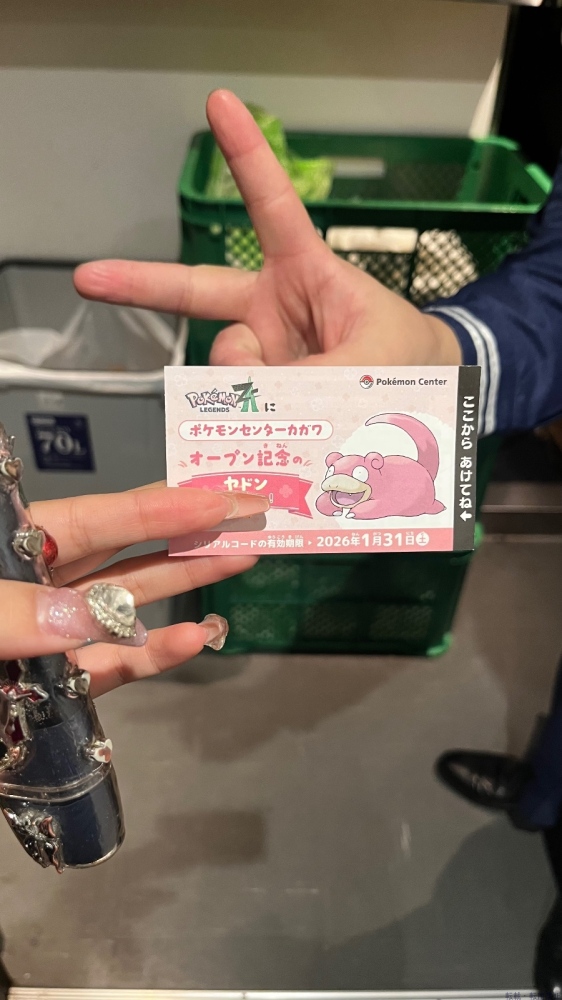 Pokémon Center
POKÉMON
LEGENDS Z-A に
ポケモンセンターカガワ
オープン記念の
きねん
ヤドン
!
シリアルコードの有効期限 ▶ 2026年1月31日土
ここから あけてね←
70L